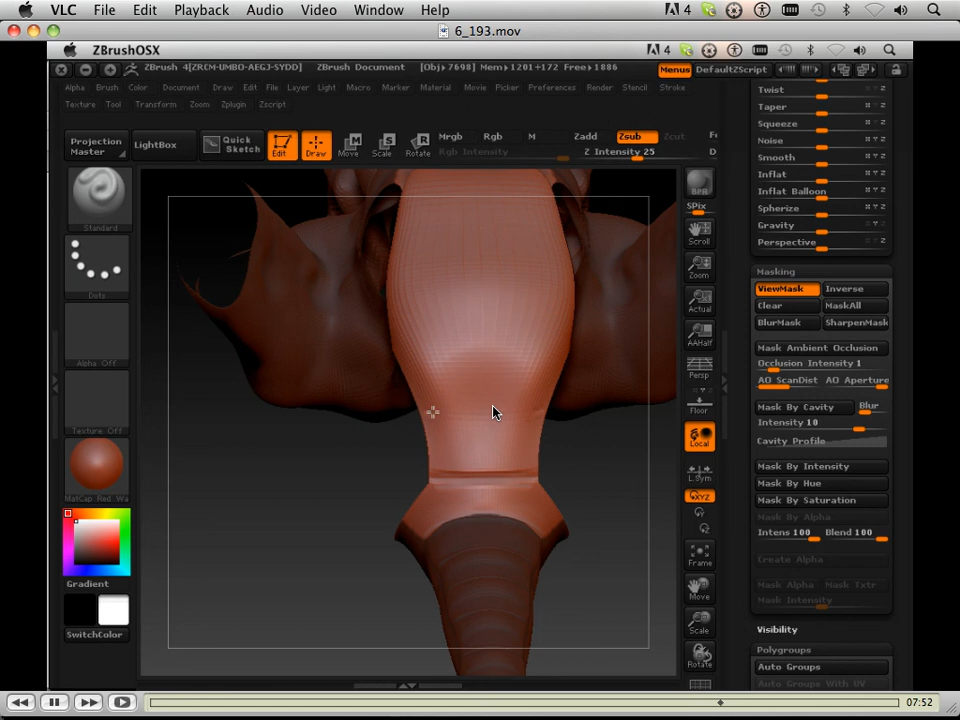 VLC File Edit Playback Audio Video Window Help 4
6_193.mov
ZBrushOSX 4
ZBrush 4[ZRCM-UMBO-AEGJ-SYDD] ZBrush Document [Obj▸7698] Mem▸1201+172 Free▸1886 Menus DefaultZScript
Alpha Brush Color Document Draw Edit File Layer Light Macro Marker Material Movie Picker Preferences Render Stencil Stroke
Texture Tool Transform Zoom Zplugin Zscript
Projection Master
LightBox
Quick Sketch
Edit
Draw
Move
Scale
Rotate
Mrgb Rgb M Zadd Zsub Zcut
Rgb Intensity Z Intensity 25
Standard
Dots
Alpha Off
Texture Off
MatCap Red Wa
Gradient
SwitchColor
BPR
SPix
Scroll
Zoom
Actual
AAHalf
Persp
Floor
Local
L.Sym
XYZ
Y
Z
Frame
Move
Scale
Rotate
Twist
Taper
Squeeze
Noise
Smooth
Inflat
Inflat Balloon
Spherize
Gravity
Perspective
Masking
ViewMask Inverse
Clear MaskAll
BlurMask SharpenMask
Mask Ambient Occlusion
Occlusion Intensity 1
AO ScanDist AO Aperture
Mask By Cavity Blur
Intensity 10
Cavity Profile
Mask By Intensity
Mask By Hue
Mask By Saturation
Mask By Alpha
Intens 100 Blend 100
Create Alpha
Mask Alpha Mask Txtr
Mask Intensity
Visibility
Polygroups
Auto Groups
Auto Groups With UV
07:52